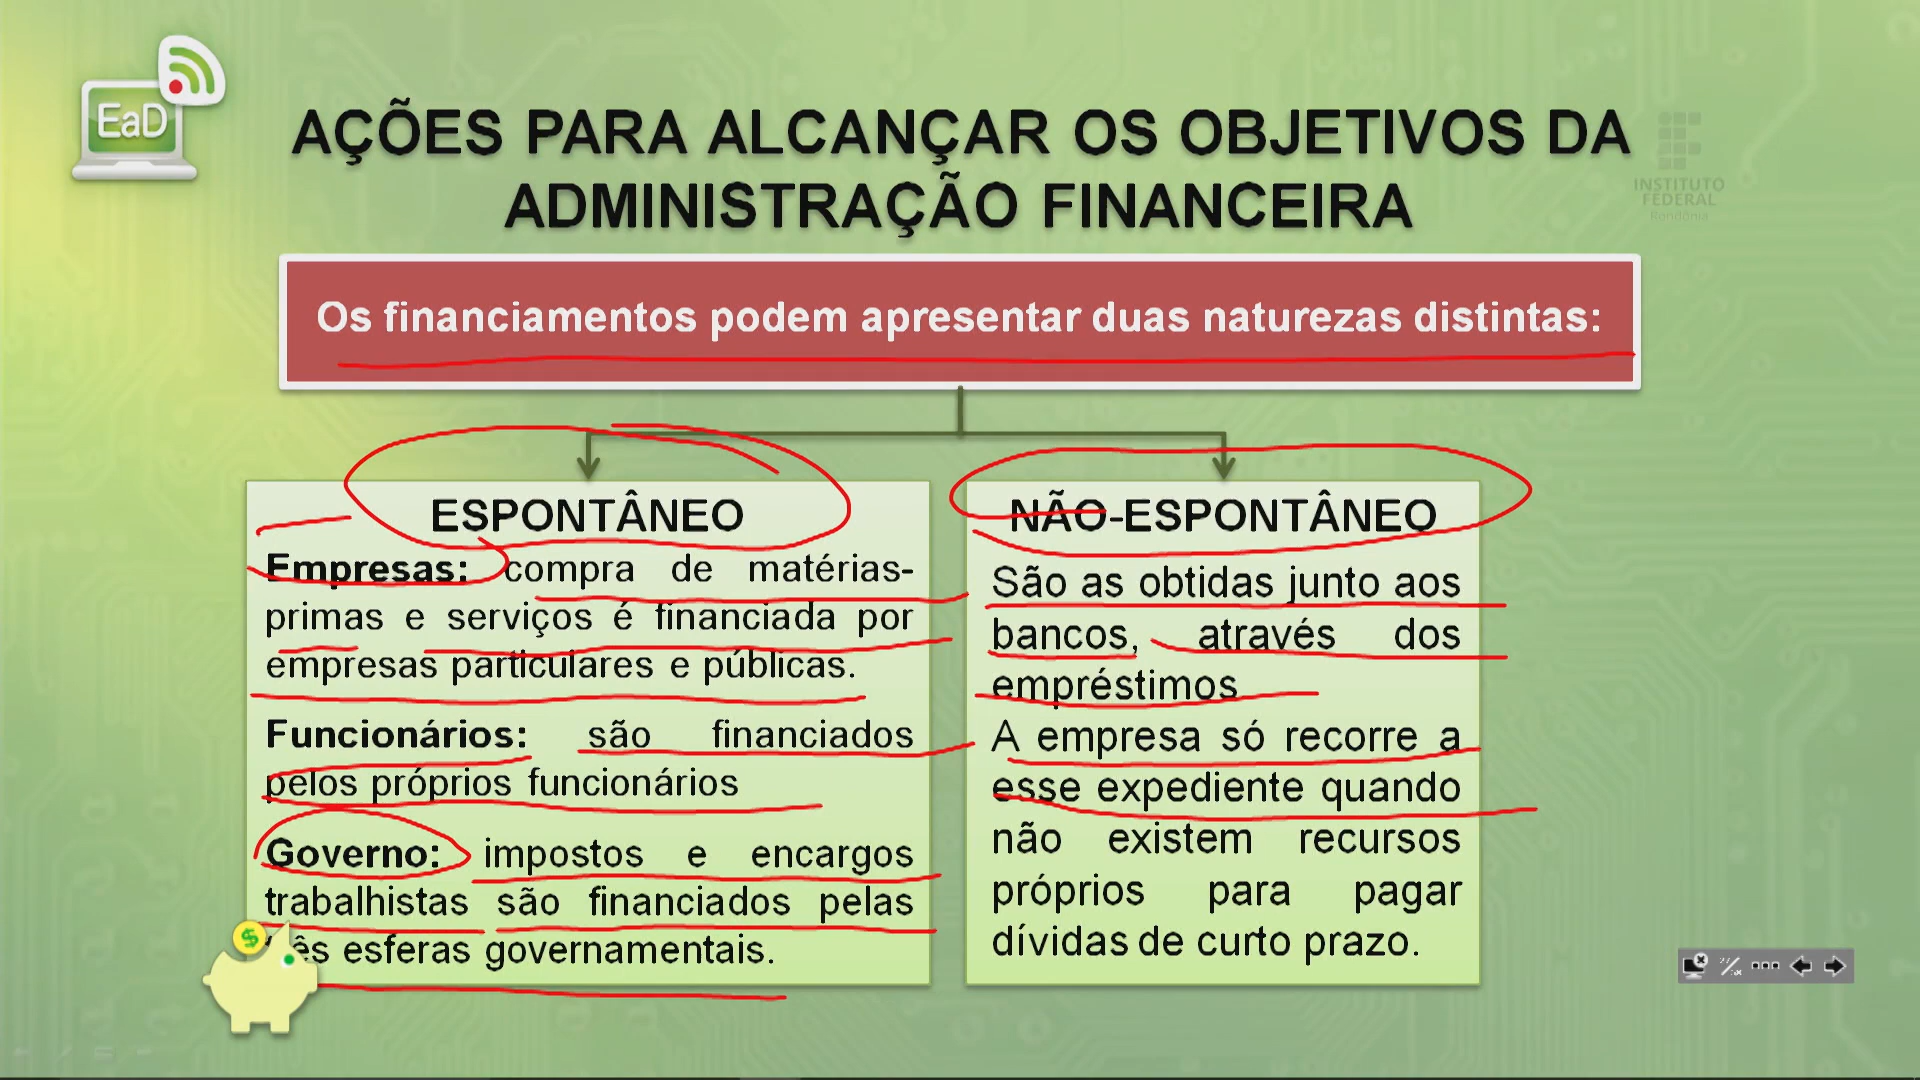 EaD
AÇÕES PARA ALCANÇAR OS OBJETIVOS DA
ADMINISTRAÇÃO FINANCEIRA
INSTITUTO
FEDERAL
Rondônia
Os financiamentos podem apresentar duas naturezas distintas:
ESPONTÂNEO
Empresas: compra de matérias-
primas e serviços é financiada por
empresas particulares e públicas.
Funcionários: são financiados
pelos próprios funcionários
Governo: impostos e encargos
trabalhistas são financiados pelas
três esferas governamentais.
NÃO-ESPONTÂNEO
São as obtidas junto aos
bancos, através dos
empréstimos
A empresa só recorre a
esse expediente quando
não existem recursos
próprios para pagar
dívidas de curto prazo.
$